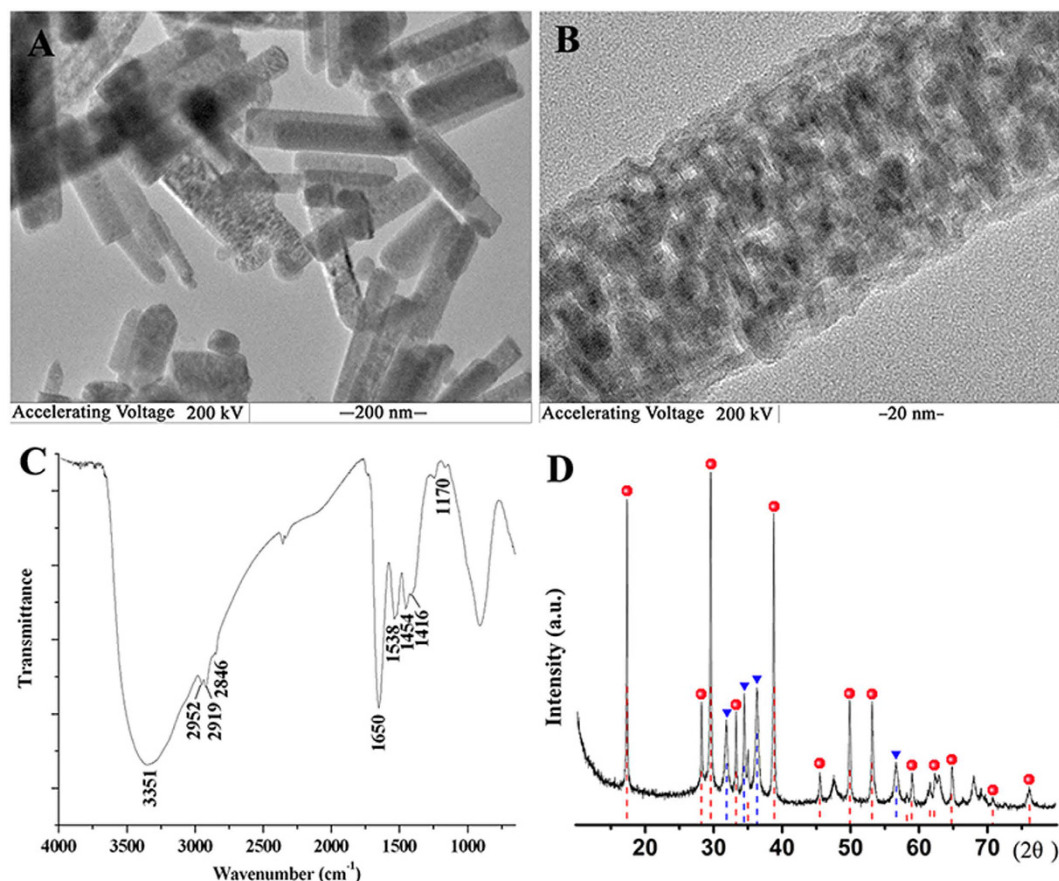 A
B
Accelerating Voltage 200 kV —200 nm—
Accelerating Voltage 200 kV –20 nm–
C
D
Transmittance
3351
2952
2919
2846
1650
1538
1454
1416
1170
4000 3500 3000 2500 2000 1500 1000
Wavenumber (cm⁻¹)
Intensity (a.u.)
20 30 40 50 60 70 (2θ)